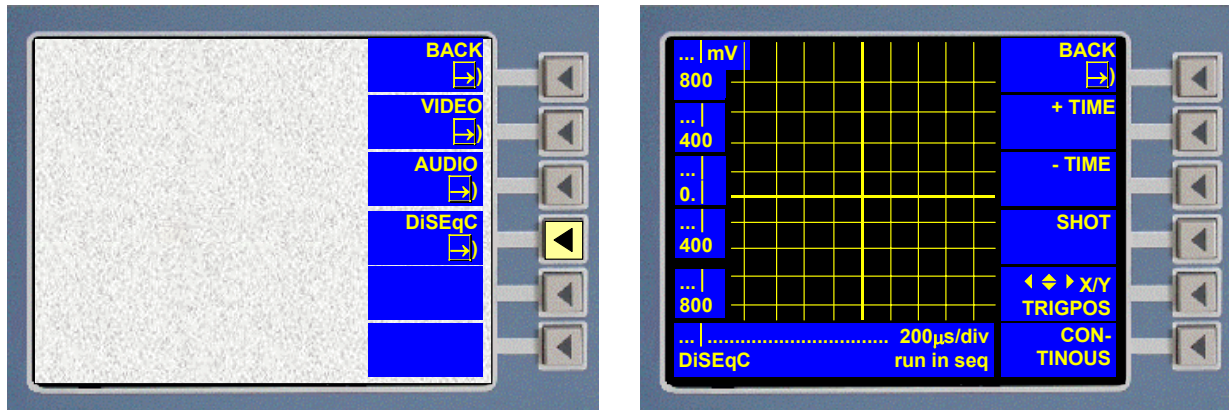 BACK
VIDEO
AUDIO
DiSEqC
... mV
800
...
400
...
0.
...
400
...
800
... ................................. 200µs/div
DiSEqC run in seq
BACK
+ TIME
- TIME
SHOT
X/Y
TRIGPOS
CON-
TINOUS